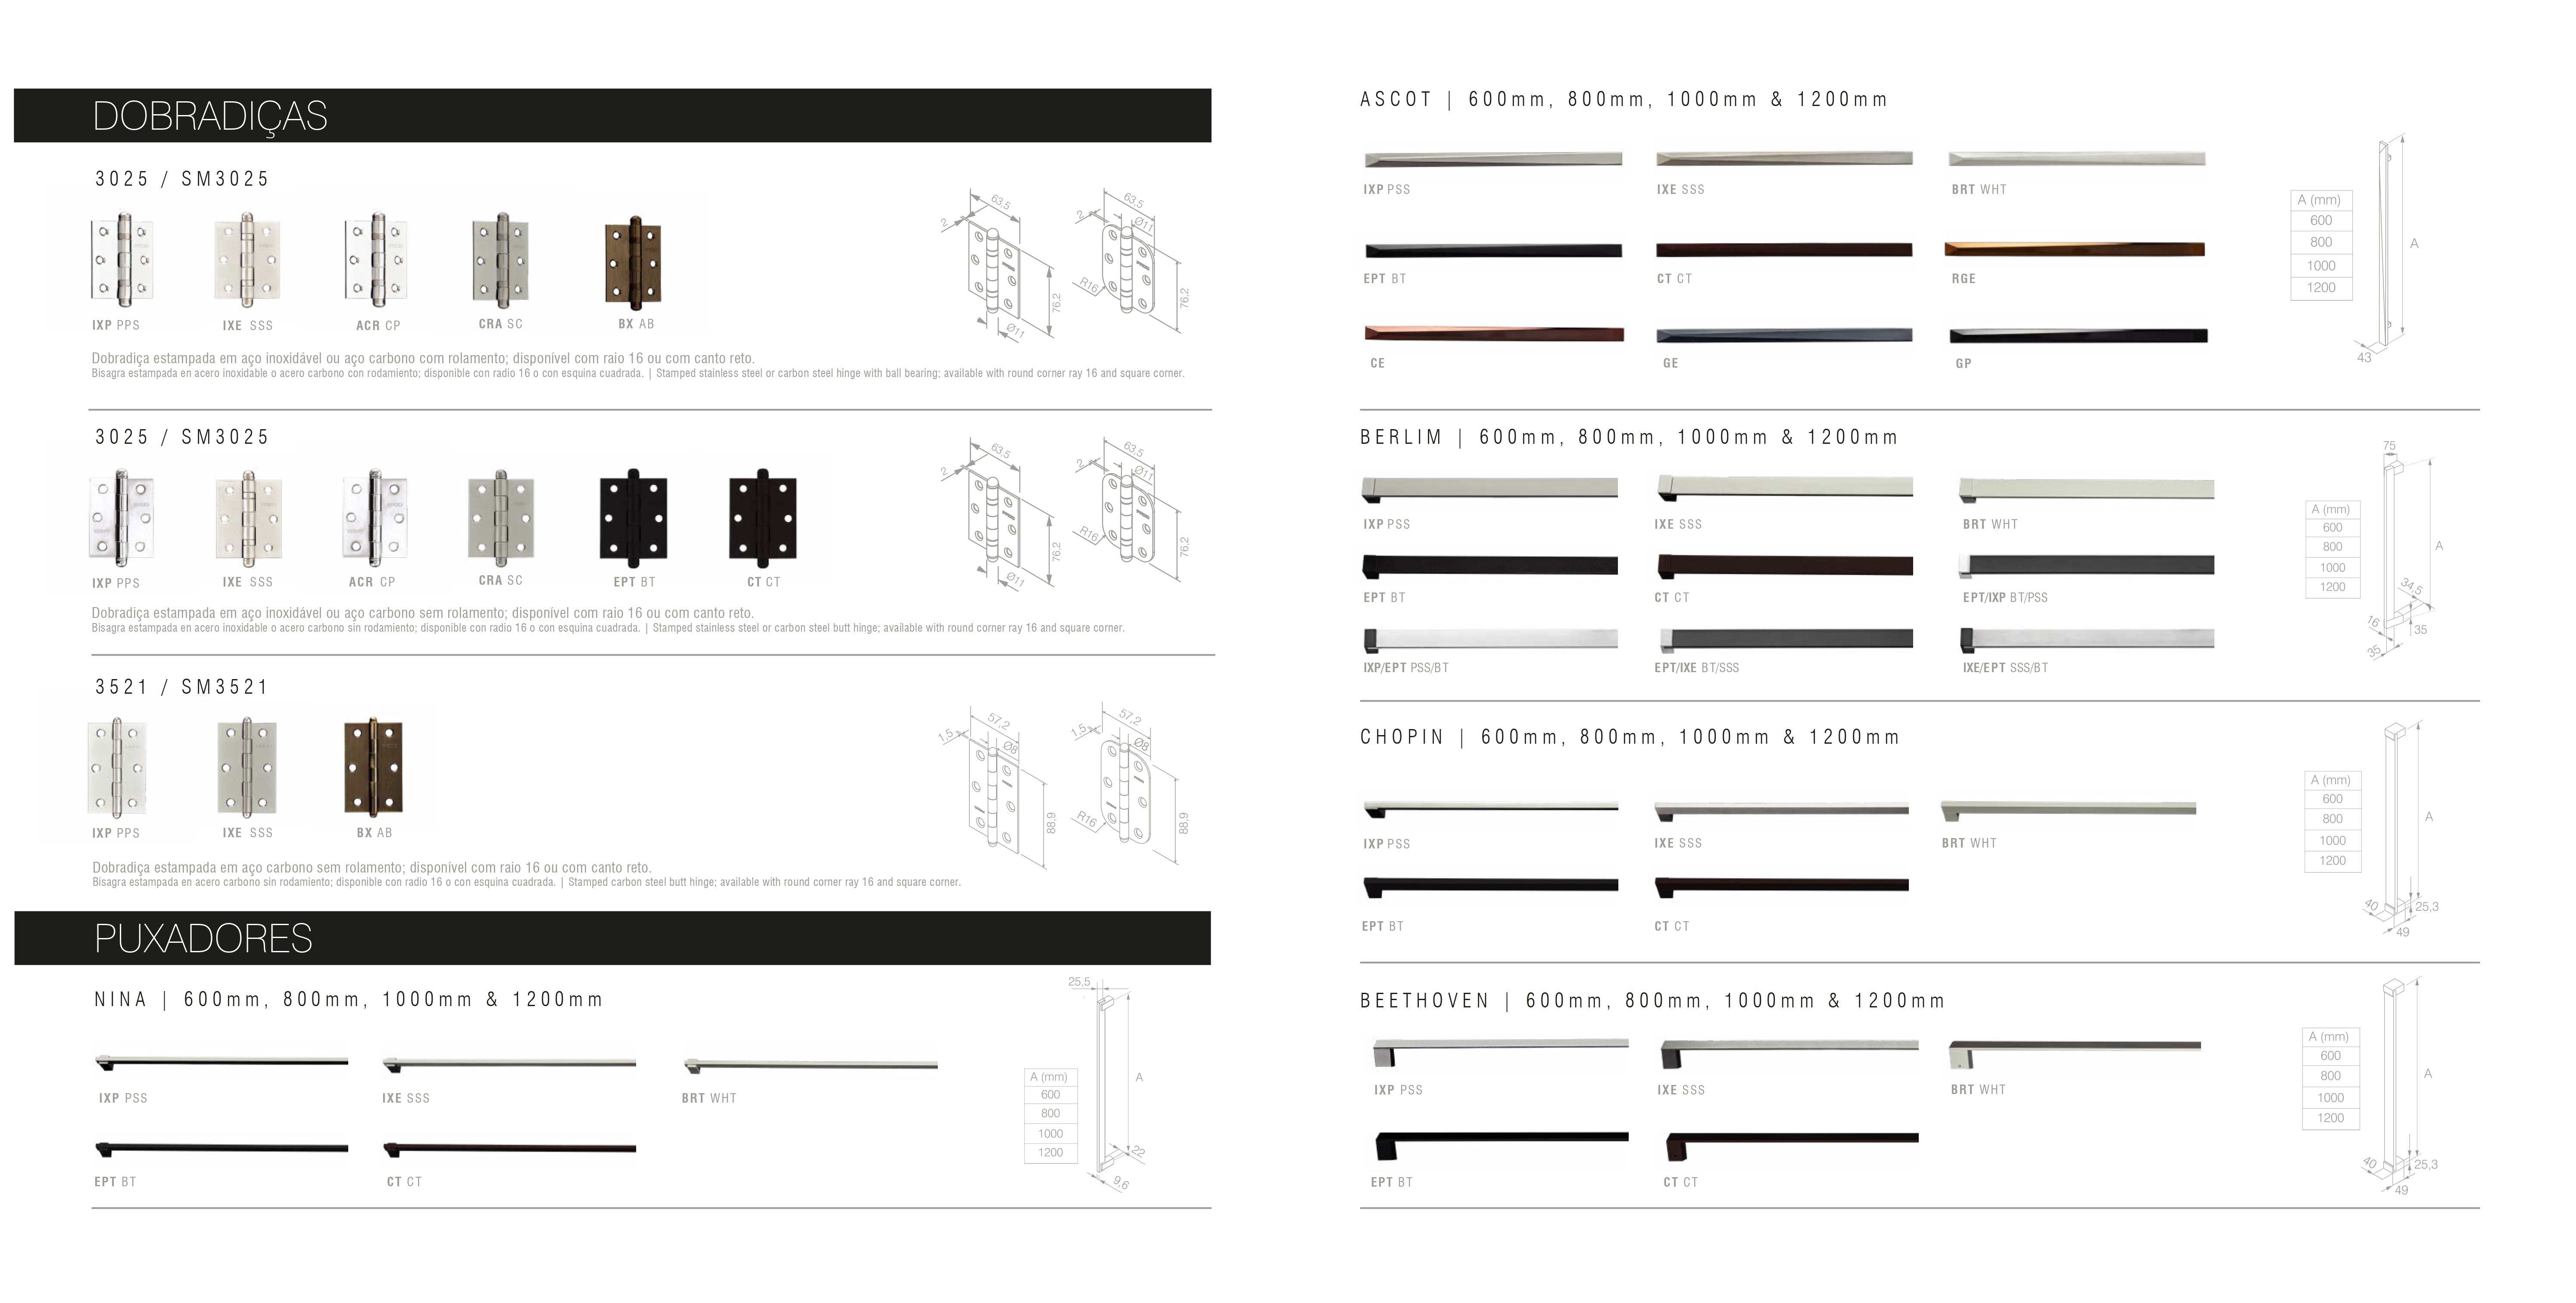 DOBRADIÇAS
3025 / SM3025
IXP PPS
IXE SSS
ACR CP
CRA SC
BX AB
2
63,5
76,2
Ø11
2
63,5
Ø11
R16
76,2
Dobradiça estampada em aço inoxidável ou aço carbono com rolamento; disponível com raio 16 ou com canto reto.
Bisagra estampada en acero inoxidable o acero carbono con rodamiento; disponible con radio 16 o con esquina cuadrada. | Stamped stainless steel or carbon steel hinge with ball bearing; available with round corner ray 16 and square corner.
3025 / SM3025
IXP PPS
IXE SSS
ACR CP
CRA SC
EPT BT
CT CT
2
63,5
76,2
Ø11
2
63,5
Ø11
R16
76,2
Dobradiça estampada em aço inoxidável ou aço carbono sem rolamento; disponível com raio 16 ou com canto reto.
Bisagra estampada en acero inoxidable o acero carbono sin rodamiento; disponible con radio 16 o con esquina cuadrada. | Stamped stainless steel or carbon steel butt hinge; available with round corner ray 16 and square corner.
3521 / SM3521
IXP PPS
IXE SSS
BX AB
1,5
57,2
Ø8
88,9
1,5
57,2
Ø8
R16
88,9
Dobradiça estampada em aço carbono sem rolamento; disponível com raio 16 ou com canto reto.
Bisagra estampada en acero carbono sin rodamiento; disponible con radio 16 o con esquina cuadrada. | Stamped carbon steel butt hinge; available with round corner ray 16 and square corner.
PUXADORES
NINA | 600mm, 800mm, 1000mm & 1200mm
IXP PSS
IXE SSS
BRT WHT
EPT BT
CT CT
A (mm)
600
800
1000
1200
25,5
A
22
9,6
ASCOT | 600mm, 800mm, 1000mm & 1200mm
IXP PSS
IXE SSS
BRT WHT
EPT BT
CT CT
RGE
CE
GE
GP
A (mm)
600
800
1000
1200
A
43
BERLIM | 600mm, 800mm, 1000mm & 1200mm
IXP PSS
IXE SSS
BRT WHT
EPT BT
CT CT
EPT/IXP BT/PSS
IXP/EPT PSS/BT
EPT/IXE BT/SSS
IXE/EPT SSS/BT
A (mm)
600
800
1000
1200
75
A
34,5
16
35
35
CHOPIN | 600mm, 800mm, 1000mm & 1200mm
IXP PSS
IXE SSS
BRT WHT
EPT BT
CT CT
A (mm)
600
800
1000
1200
A
40
25,3
49
BEETHOVEN | 600mm, 800mm, 1000mm & 1200mm
IXP PSS
IXE SSS
BRT WHT
EPT BT
CT CT
A (mm)
600
800
1000
1200
A
40
25,3
49